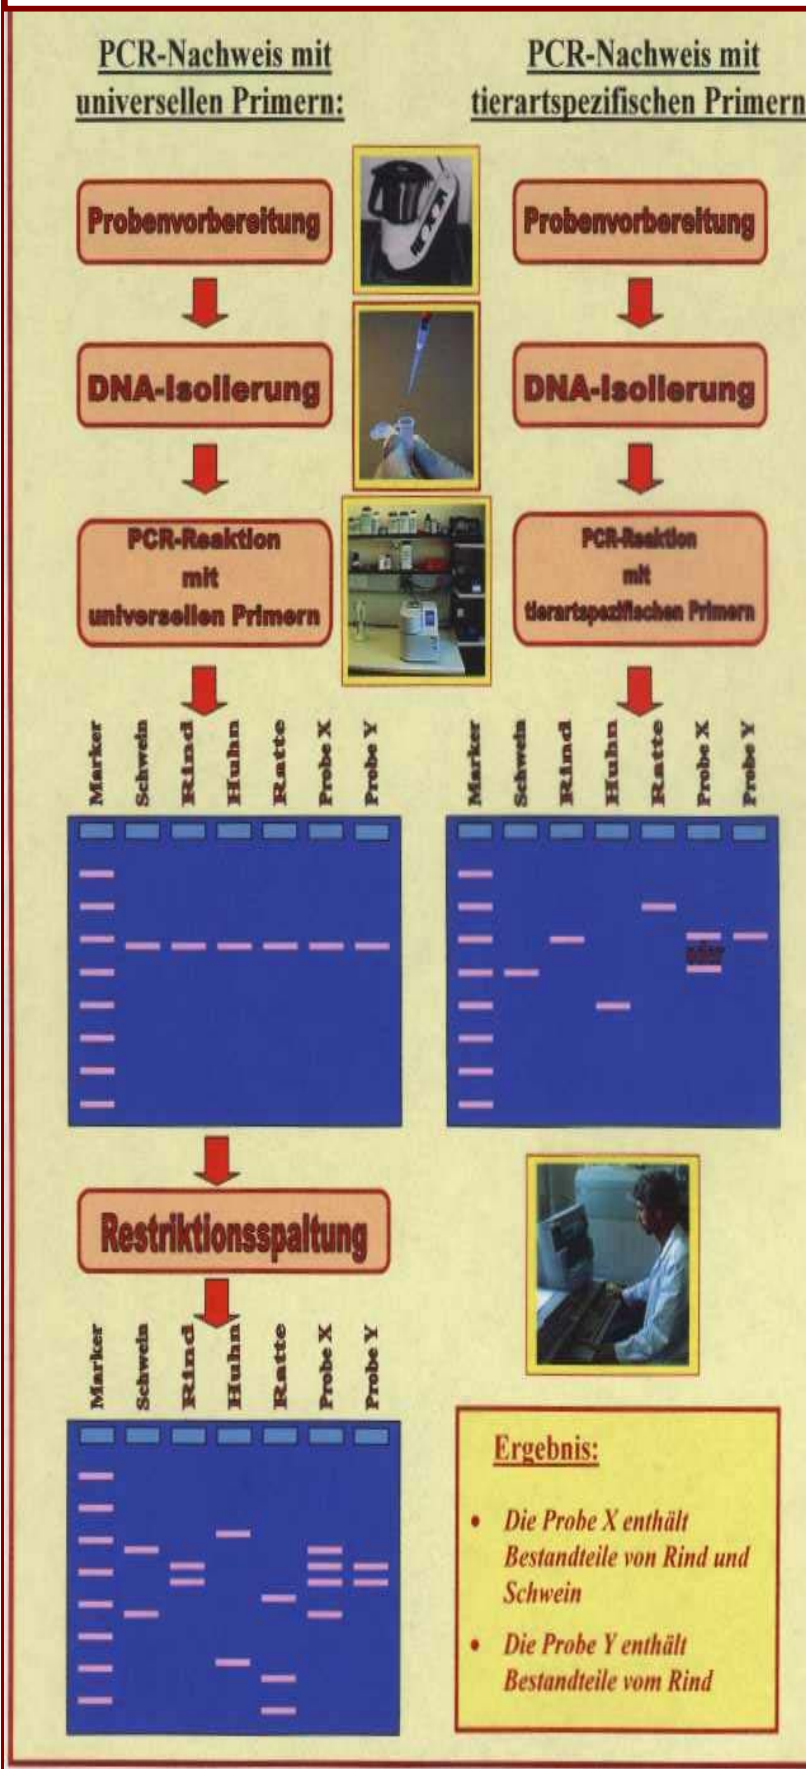 PCR-Nachweis mit
universellen Primern:
PCR-Nachweis mit
tierartspezifischen Primern
Probenvorbereitung
Probenvorbereitung
DNA-Isolierung
DNA-Isolierung
PCR-Reaktion
mit
universellen Primern
PCR-Reaktion
mit
tierartspezifischen Primern
Marker
Schwein
Rind
Huhn
Ratte
Probe X
Probe Y
Marker
Schwein
Rind
Huhn
Ratte
Probe X
Probe Y
Restriktionsspaltung
Marker
Schwein
Rind
Huhn
Ratte
Probe X
Probe Y
Ergebnis:
• Die Probe X enthält
Bestandteile von Rind und
Schwein
• Die Probe Y enthält
Bestandteile vom Rind